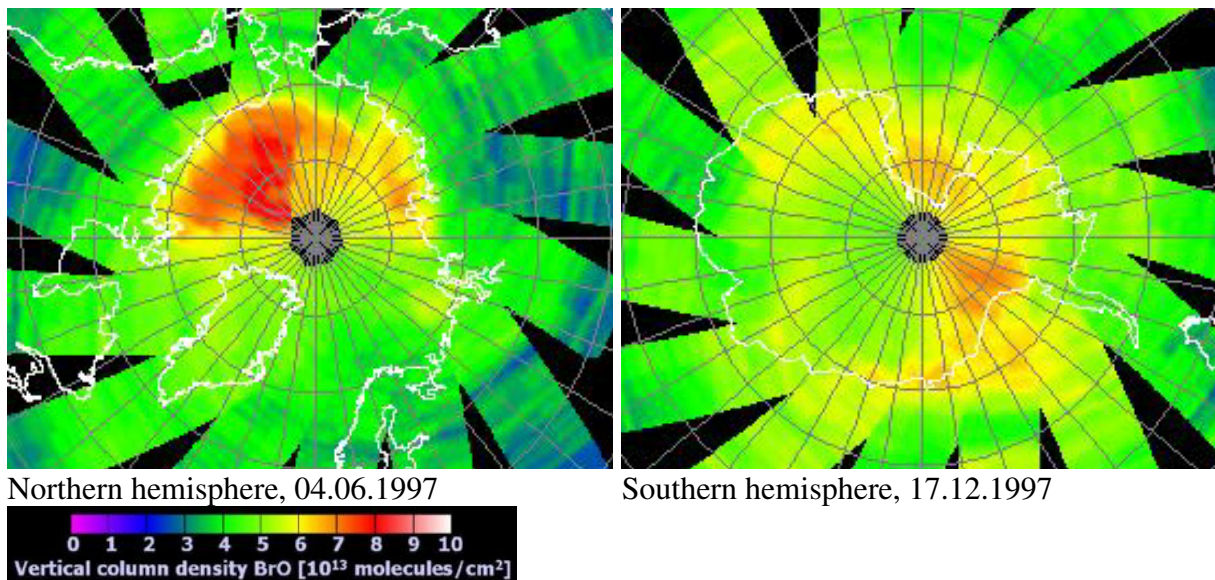 Northern hemisphere, 04.06.1997
Southern hemisphere, 17.12.1997
0 1 2 3 4 5 6 7 8 9 10
Vertical column density BrO [10¹³ molecules/cm²]